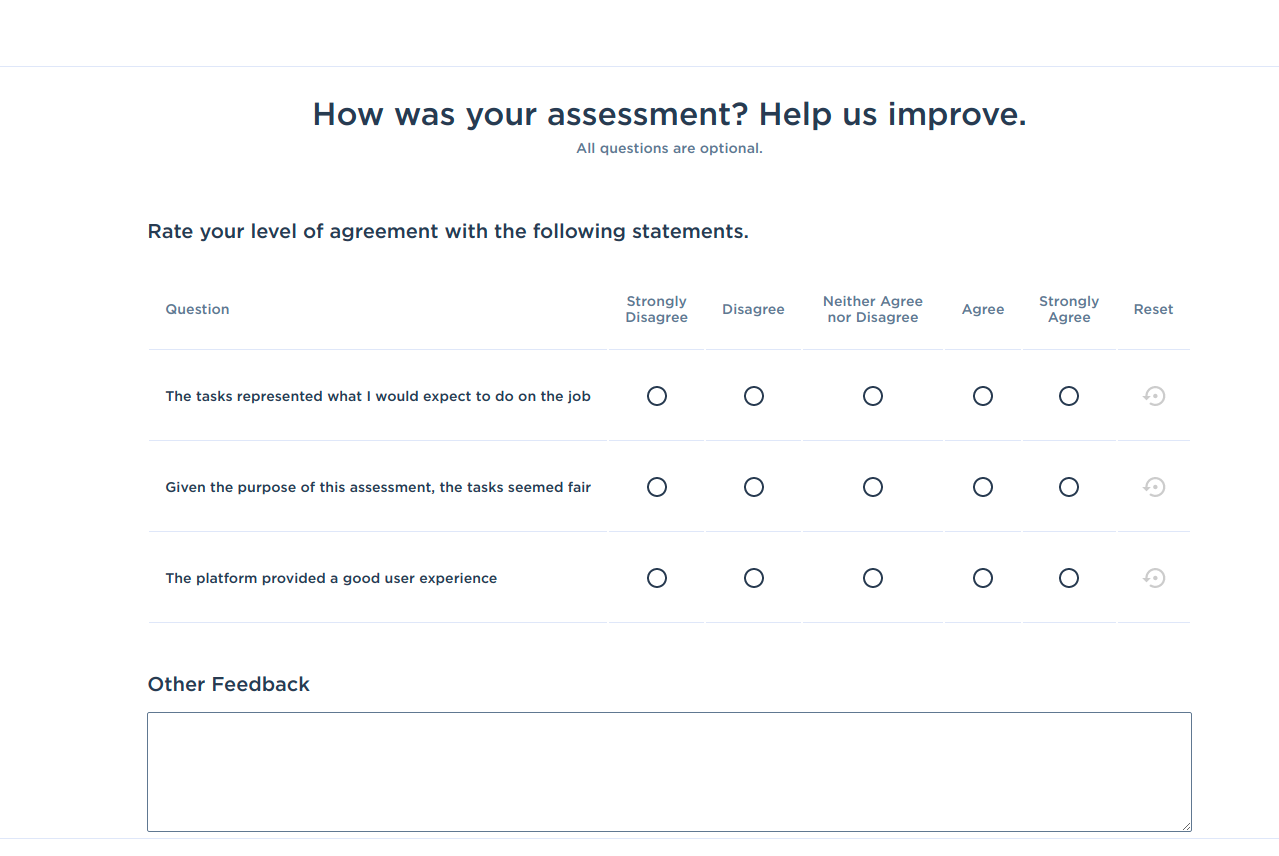 How was your assessment? Help us improve.
All questions are optional.
Rate your level of agreement with the following statements.
Question
Strongly
Disagree
Disagree
Neither Agree
nor Disagree
Agree
Strongly
Agree
Reset
The tasks represented what I would expect to do on the job
Given the purpose of this assessment, the tasks seemed fair
The platform provided a good user experience
Other Feedback